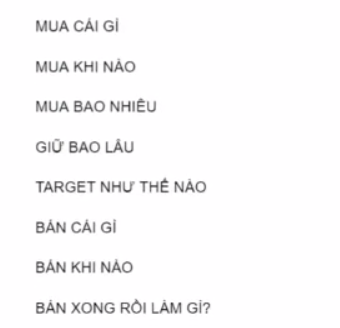 MUA CÁI GÌ
MUA KHI NÀO
MUA BAO NHIÊU
GIỮ BAO LÂU
TARGET NHƯ THẾ NÀO
BÁN CÁI GÌ
BÁN KHI NÀO
BÁN XONG RỒI LÀM GÌ?